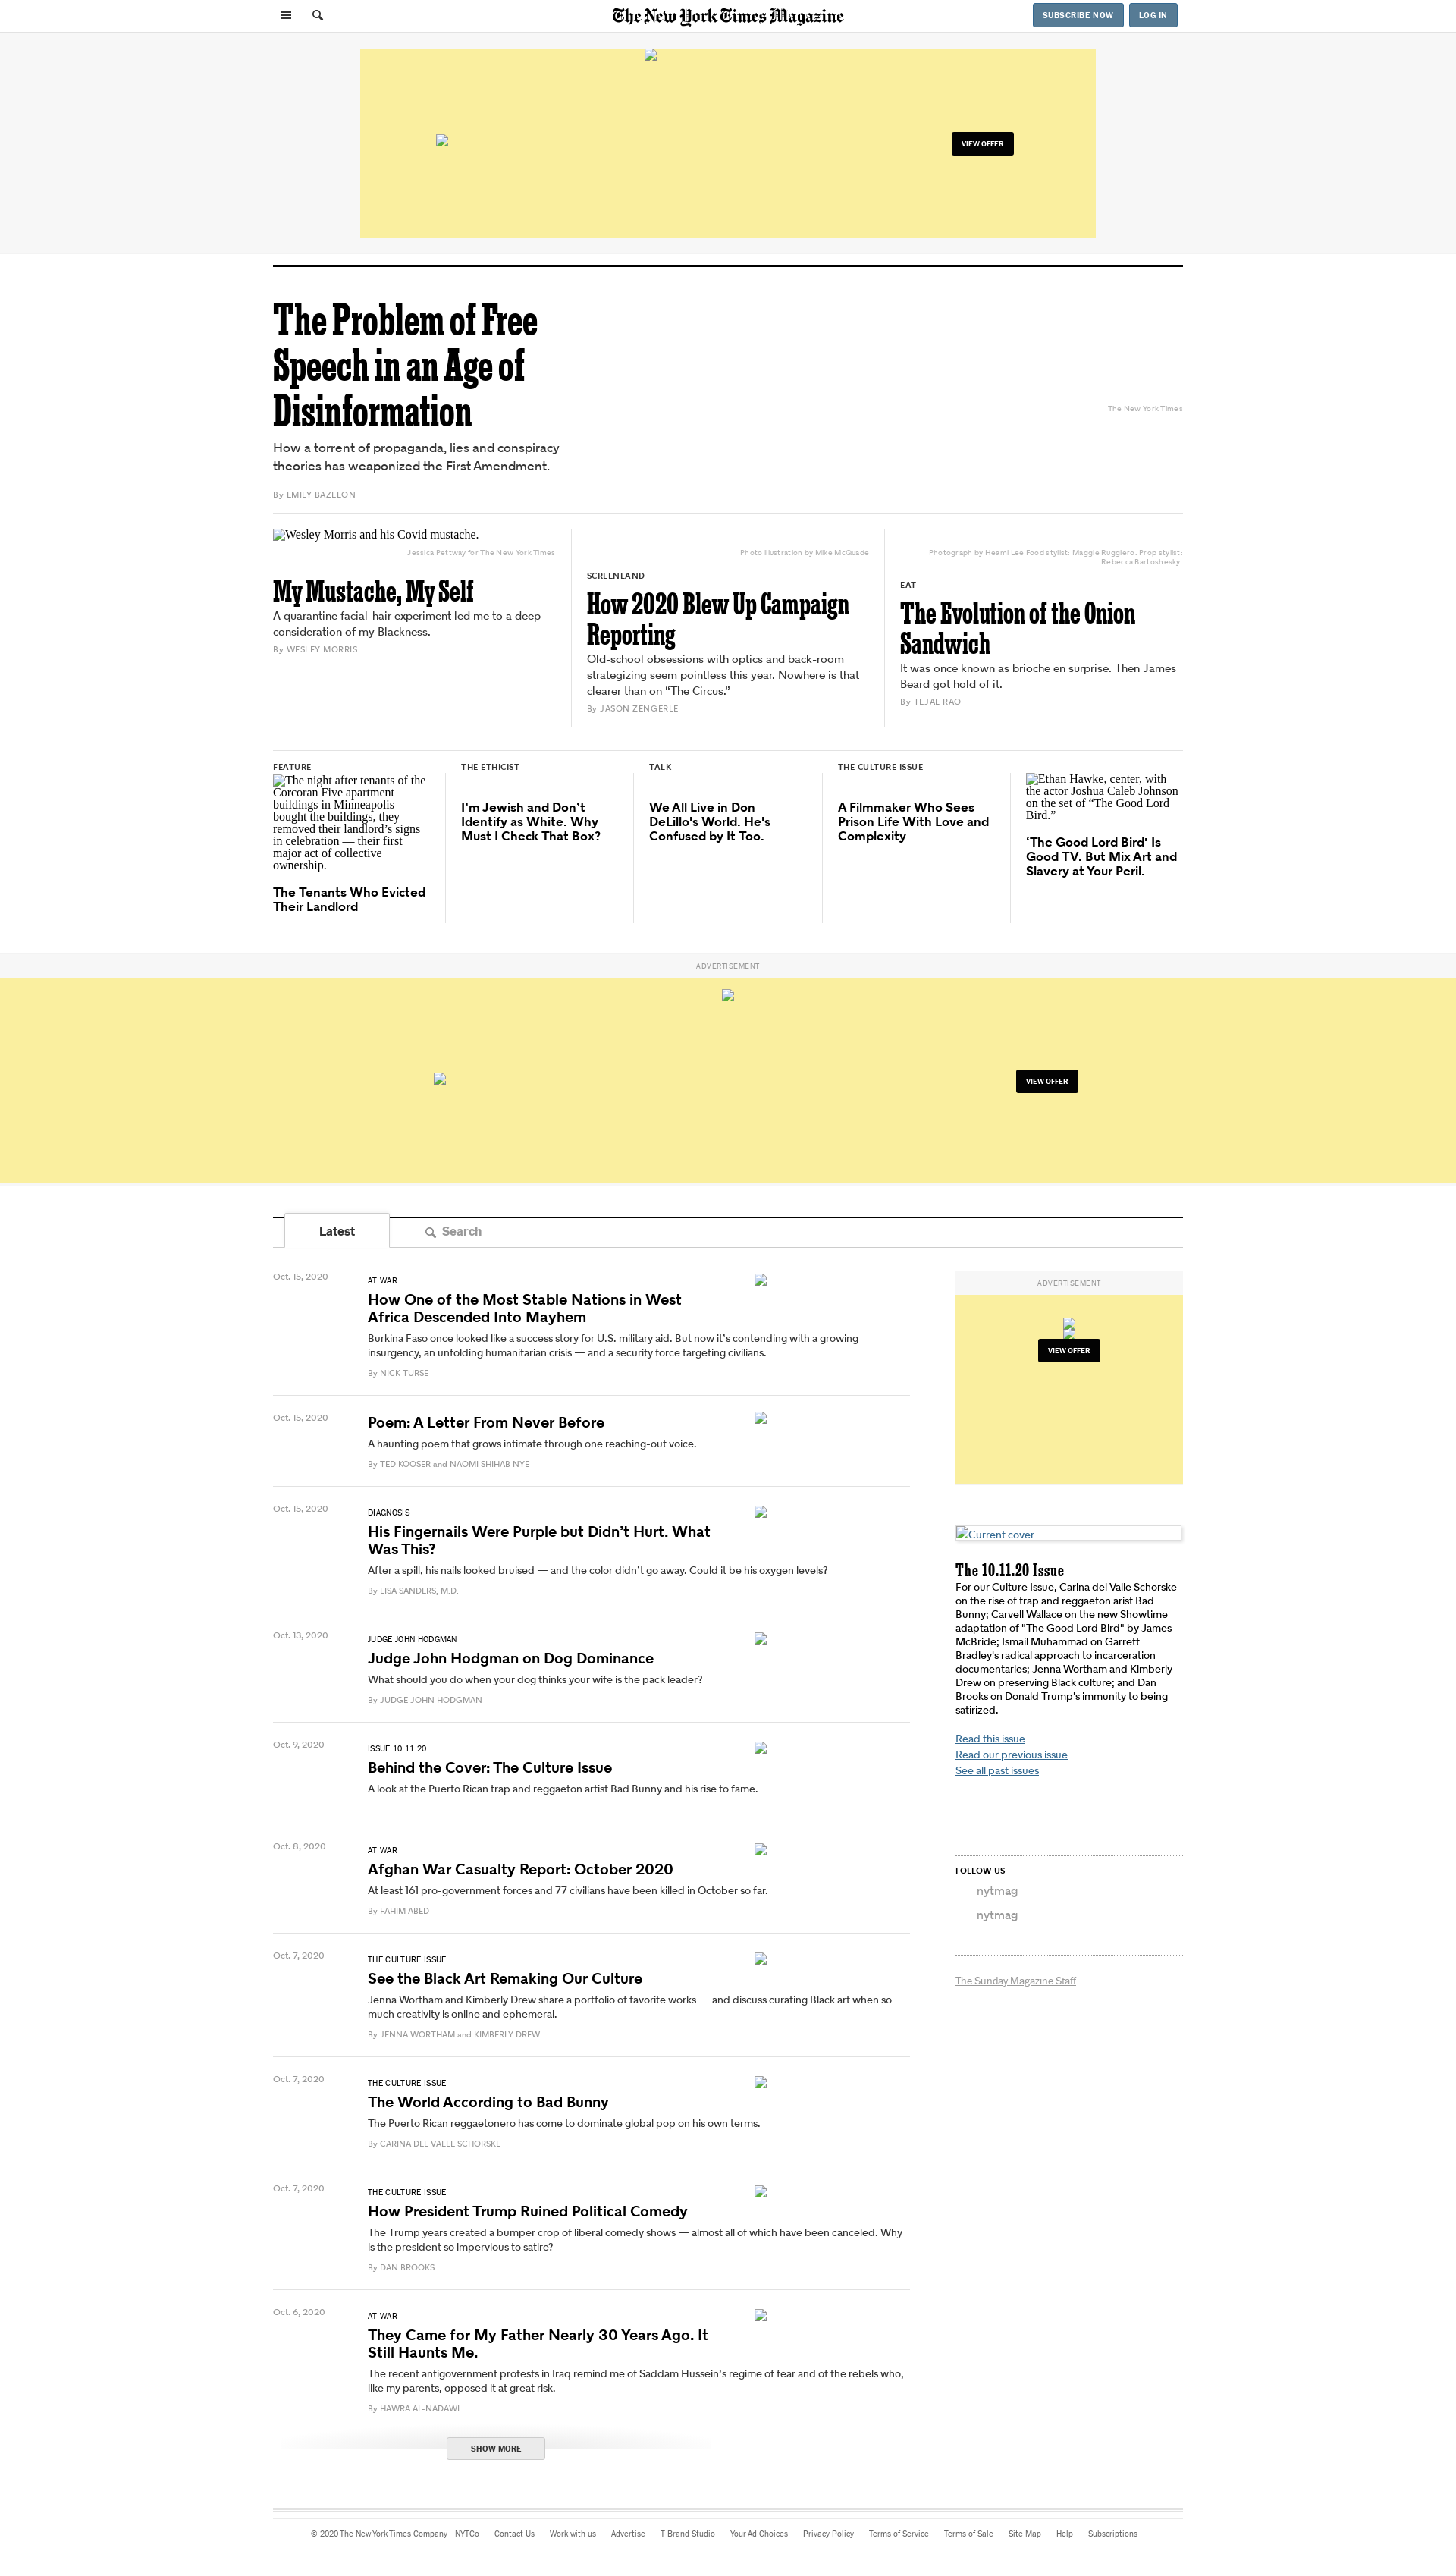 The New York Times Magazine
SUBSCRIBE NOW
LOG IN
VIEW OFFER
The Problem of Free
Speech in an Age of
Disinformation
How a torrent of propaganda, lies and conspiracy
theories has weaponized the First Amendment.
By EMILY BAZELON
The New York Times
Wesley Morris and his Covid mustache.
Jessica Pettway for The New York Times
My Mustache, My Self
A quarantine facial-hair experiment led me to a deep
consideration of my Blackness.
By WESLEY MORRIS
Photo illustration by Mike McQuade
SCREENLAND
How 2020 Blew Up Campaign
Reporting
Old-school obsessions with optics and back-room
strategizing seem pointless this year. Nowhere is that
clearer than on “The Circus.”
By JASON ZENGERLE
Photograph by Heami Lee Food stylist: Maggie Ruggiero. Prop stylist:
Rebecca Bartoshesky.
EAT
The Evolution of the Onion
Sandwich
It was once known as brioche en surprise. Then James
Beard got hold of it.
By TEJAL RAO
FEATURE
The night after tenants of the
Corcoran Five apartment
buildings in Minneapolis
bought the buildings, they
removed their landlord’s signs
in celebration — their first
major act of collective
ownership.
The Tenants Who Evicted
Their Landlord
THE ETHICIST
I’m Jewish and Don’t
Identify as White. Why
Must I Check That Box?
TALK
We All Live in Don
DeLillo's World. He's
Confused by It Too.
THE CULTURE ISSUE
A Filmmaker Who Sees
Prison Life With Love and
Complexity
Ethan Hawke, center, with
the actor Joshua Caleb Johnson
on the set of “The Good Lord
Bird.”
‘The Good Lord Bird’ Is
Good TV. But Mix Art and
Slavery at Your Peril.
ADVERTISEMENT
VIEW OFFER
Latest
Search
Oct. 15, 2020
AT WAR
How One of the Most Stable Nations in West
Africa Descended Into Mayhem
Burkina Faso once looked like a success story for U.S. military aid. But now it’s contending with a growing
insurgency, an unfolding humanitarian crisis — and a security force targeting civilians.
By NICK TURSE
Oct. 15, 2020
Poem: A Letter From Never Before
A haunting poem that grows intimate through one reaching-out voice.
By TED KOOSER and NAOMI SHIHAB NYE
Oct. 15, 2020
DIAGNOSIS
His Fingernails Were Purple but Didn’t Hurt. What
Was This?
After a spill, his nails looked bruised — and the color didn’t go away. Could it be his oxygen levels?
By LISA SANDERS, M.D.
Oct. 13, 2020
JUDGE JOHN HODGMAN
Judge John Hodgman on Dog Dominance
What should you do when your dog thinks your wife is the pack leader?
By JUDGE JOHN HODGMAN
Oct. 9, 2020
ISSUE 10.11.20
Behind the Cover: The Culture Issue
A look at the Puerto Rican trap and reggaeton artist Bad Bunny and his rise to fame.
Oct. 8, 2020
AT WAR
Afghan War Casualty Report: October 2020
At least 161 pro-government forces and 77 civilians have been killed in October so far.
By FAHIM ABED
Oct. 7, 2020
THE CULTURE ISSUE
See the Black Art Remaking Our Culture
Jenna Wortham and Kimberly Drew share a portfolio of favorite works — and discuss curating Black art when so
much creativity is online and ephemeral.
By JENNA WORTHAM and KIMBERLY DREW
Oct. 7, 2020
THE CULTURE ISSUE
The World According to Bad Bunny
The Puerto Rican reggaetonero has come to dominate global pop on his own terms.
By CARINA DEL VALLE SCHORSKE
Oct. 7, 2020
THE CULTURE ISSUE
How President Trump Ruined Political Comedy
The Trump years created a bumper crop of liberal comedy shows — almost all of which have been canceled. Why
is the president so impervious to satire?
By DAN BROOKS
Oct. 6, 2020
AT WAR
They Came for My Father Nearly 30 Years Ago. It
Still Haunts Me.
The recent antigovernment protests in Iraq remind me of Saddam Hussein’s regime of fear and of the rebels who,
like my parents, opposed it at great risk.
By HAWRA AL-NADAWI
SHOW MORE
ADVERTISEMENT
VIEW OFFER
Current cover
The 10.11.20 Issue
For our Culture Issue, Carina del Valle Schorske
on the rise of trap and reggaeton arist Bad
Bunny; Carvell Wallace on the new Showtime
adaptation of "The Good Lord Bird" by James
McBride; Ismail Muhammad on Garrett
Bradley's radical approach to incarceration
documentaries; Jenna Wortham and Kimberly
Drew on preserving Black culture; and Dan
Brooks on Donald Trump's immunity to being
satirized.
Read this issue
Read our previous issue
See all past issues
FOLLOW US
nytmag
nytmag
The Sunday Magazine Staff
© 2020 The New York Times Company NYTCo Contact Us Work with us Advertise T Brand Studio Your Ad Choices Privacy Policy Terms of Service Terms of Sale Site Map Help Subscriptions